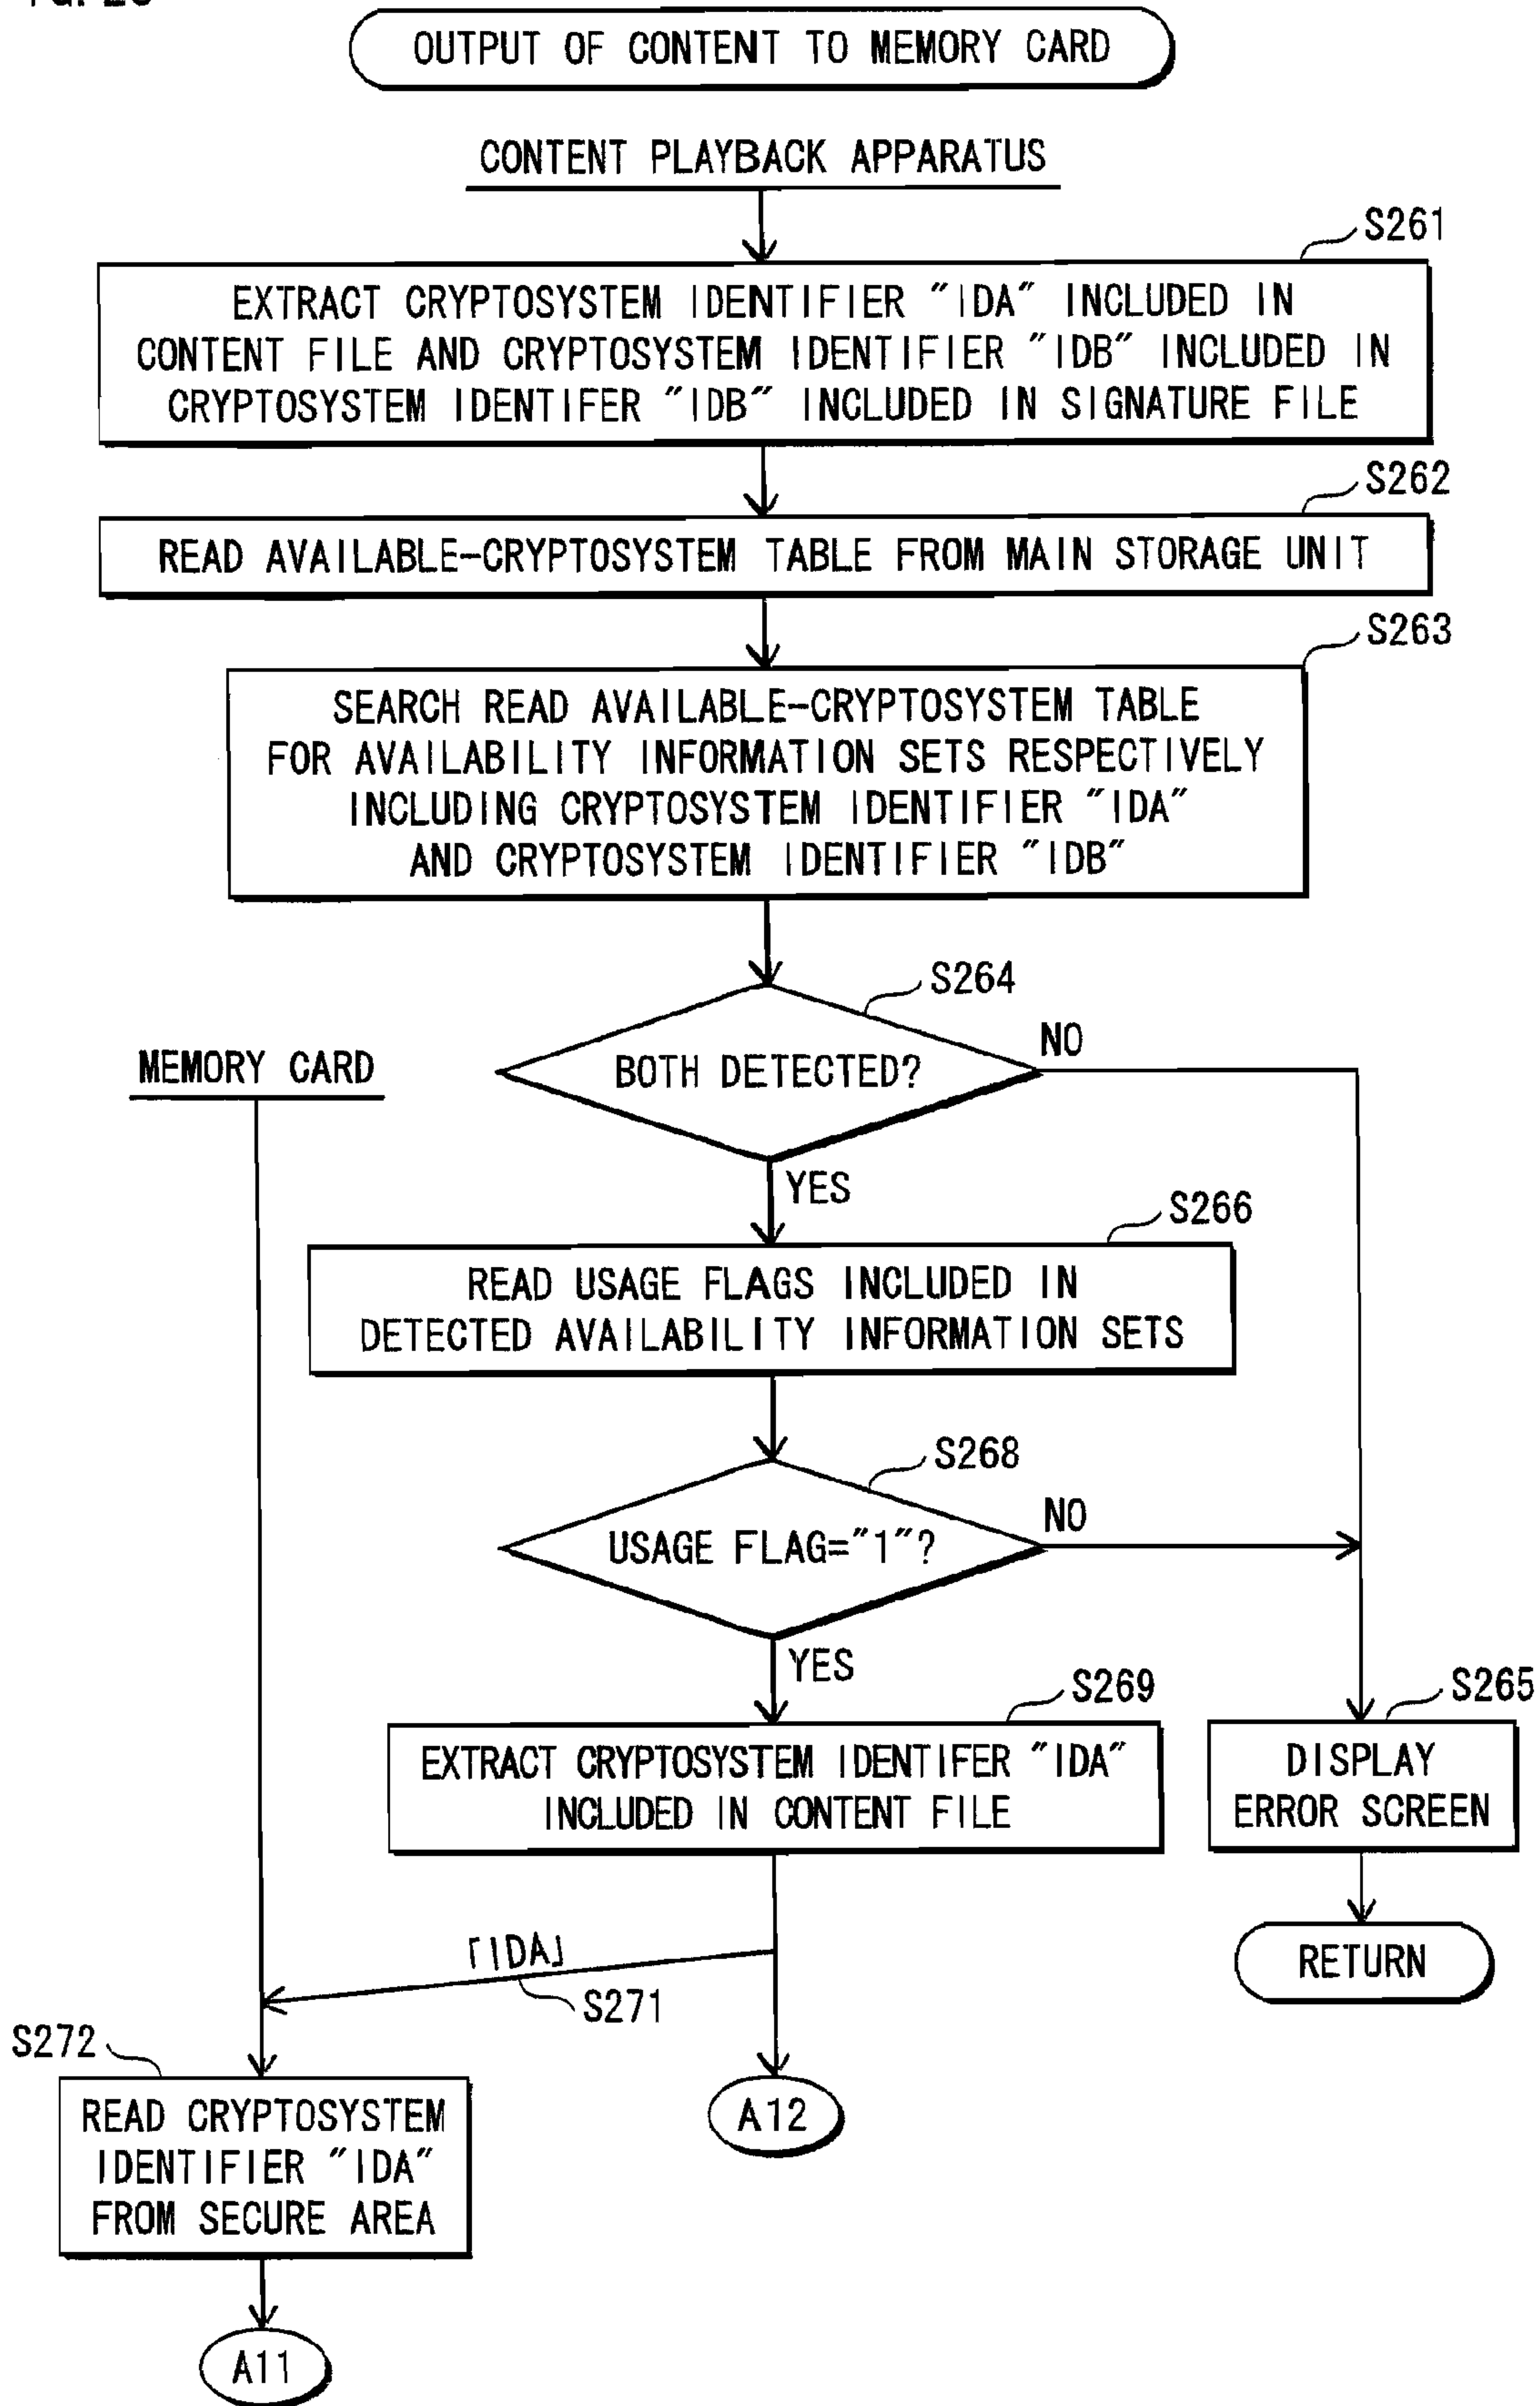 OUTPUT OF CONTENT TO MEMORY CARD
CONTENT PLAYBACK APPARATUS
S261
EXTRACT CRYPTOSYSTEM IDENTIFIER "IDA" INCLUDED IN
CONTENT FILE AND CRYPTOSYSTEM IDENTIFIER "IDB" INCLUDED IN
CRYPTOSYSTEM IDENTIFER "IDB" INCLUDED IN SIGNATURE FILE
S262
READ AVAILABLE-CRYPTOSYSTEM TABLE FROM MAIN STORAGE UNIT
S263
SEARCH READ AVAILABLE-CRYPTOSYSTEM TABLE
FOR AVAILABILITY INFORMATION SETS RESPECTIVELY
INCLUDING CRYPTOSYSTEM IDENTIFIER "IDA"
AND CRYPTOSYSTEM IDENTIFIER "IDB"
S264
BOTH DETECTED?
NO
MEMORY CARD
YES
S266
READ USAGE FLAGS INCLUDED IN
DETECTED AVAILABILITY INFORMATION SETS
S268
USAGE FLAG="1"?
NO
YES
S269
EXTRACT CRYPTOSYSTEM IDENTIFER "IDA"
INCLUDED IN CONTENT FILE
S265
DISPLAY
ERROR SCREEN
RETURN
「IDA」
S271
S272
READ CRYPTOSYSTEM
IDENTIFIER "IDA"
FROM SECURE AREA
A12
A11